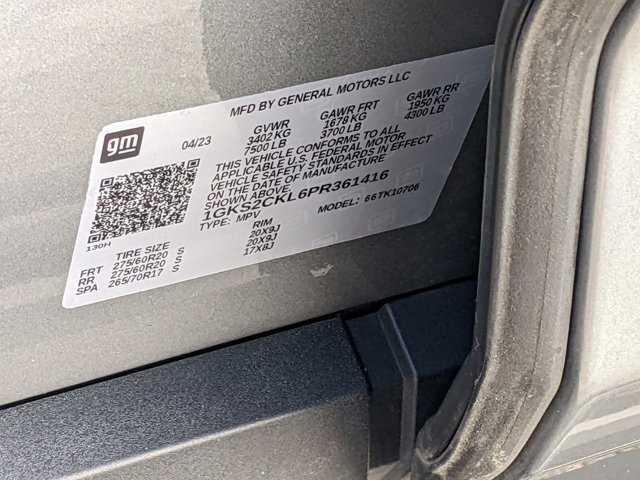 MFD BY GENERAL MOTORS LLC
gm
04/23
GVWR GAWR FRT GAWR RR
3402 KG 1678 KG 1950 KG
7500 LB 3700 LB 4300 LB
THIS VEHICLE CONFORMS TO ALL
APPLICABLE U.S. FEDERAL MOTOR
VEHICLE SAFETY STANDARDS IN EFFECT
ON THE DATE OF MANUFACTURE
SHOWN ABOVE.
1GKS2CKL6PR361416
TYPE: MPV MODEL: 66TK10706
130H
TIRE SIZE RIM
FRT 275/60R20 S 20X9J
RR 275/60R20 S 20X9J
SPA 265/70R17 S 17X8J